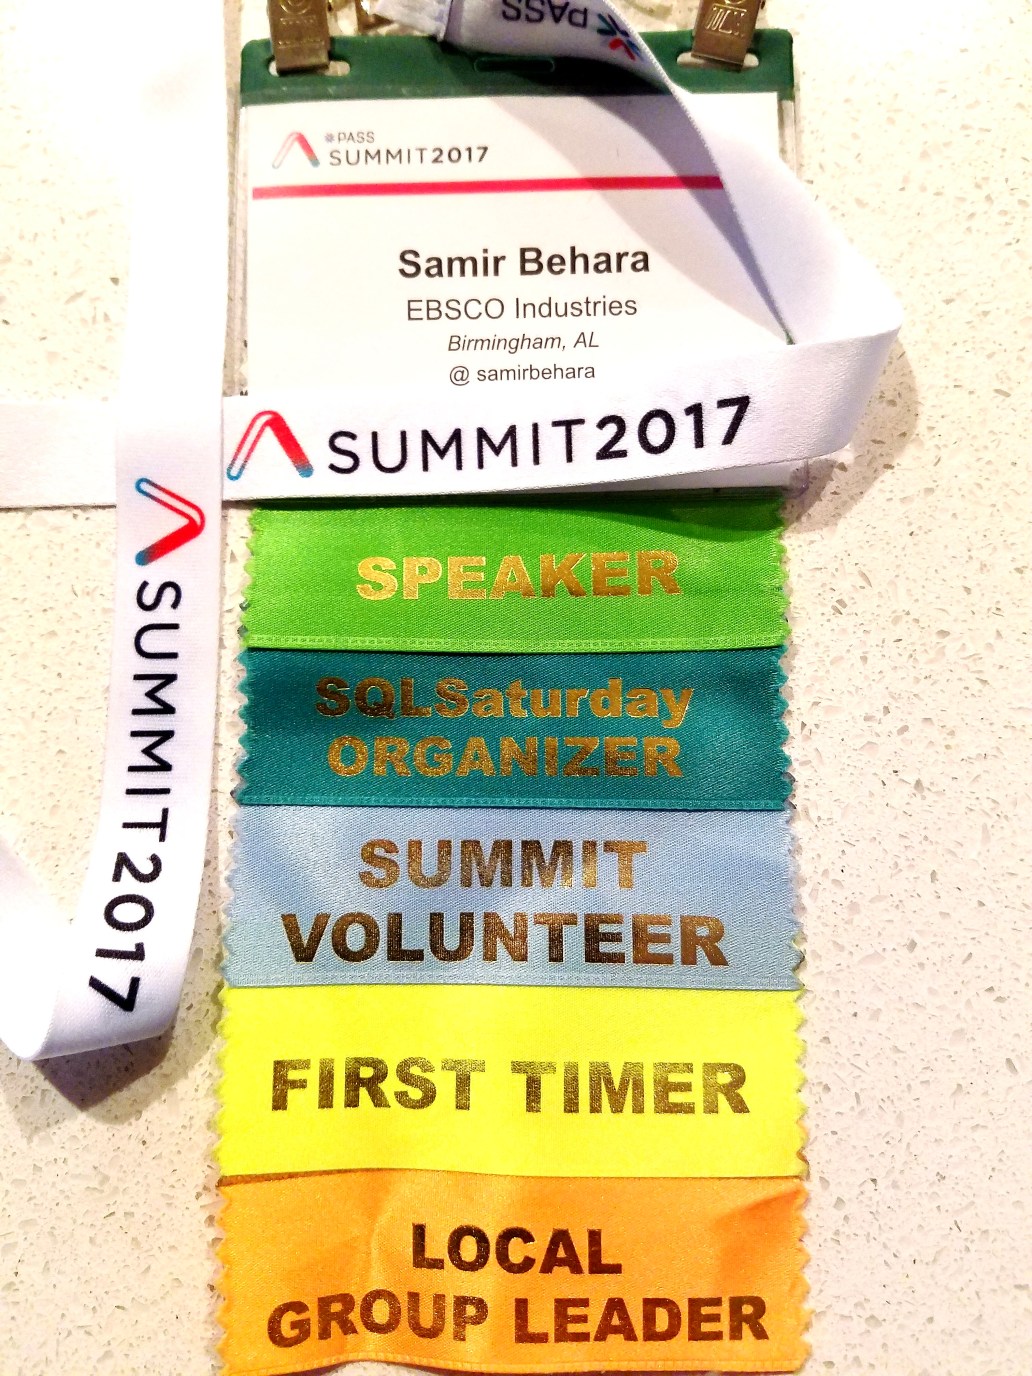 PASS
PASS
SUMMIT2017
Samir Behara
EBSCO Industries
Birmingham, AL
@ samirbehara
SUMMIT2017
SUMMIT2017
SPEAKER
SQLSaturday
ORGANIZER
SUMMIT
VOLUNTEER
FIRST TIMER
LOCAL
GROUP LEADER